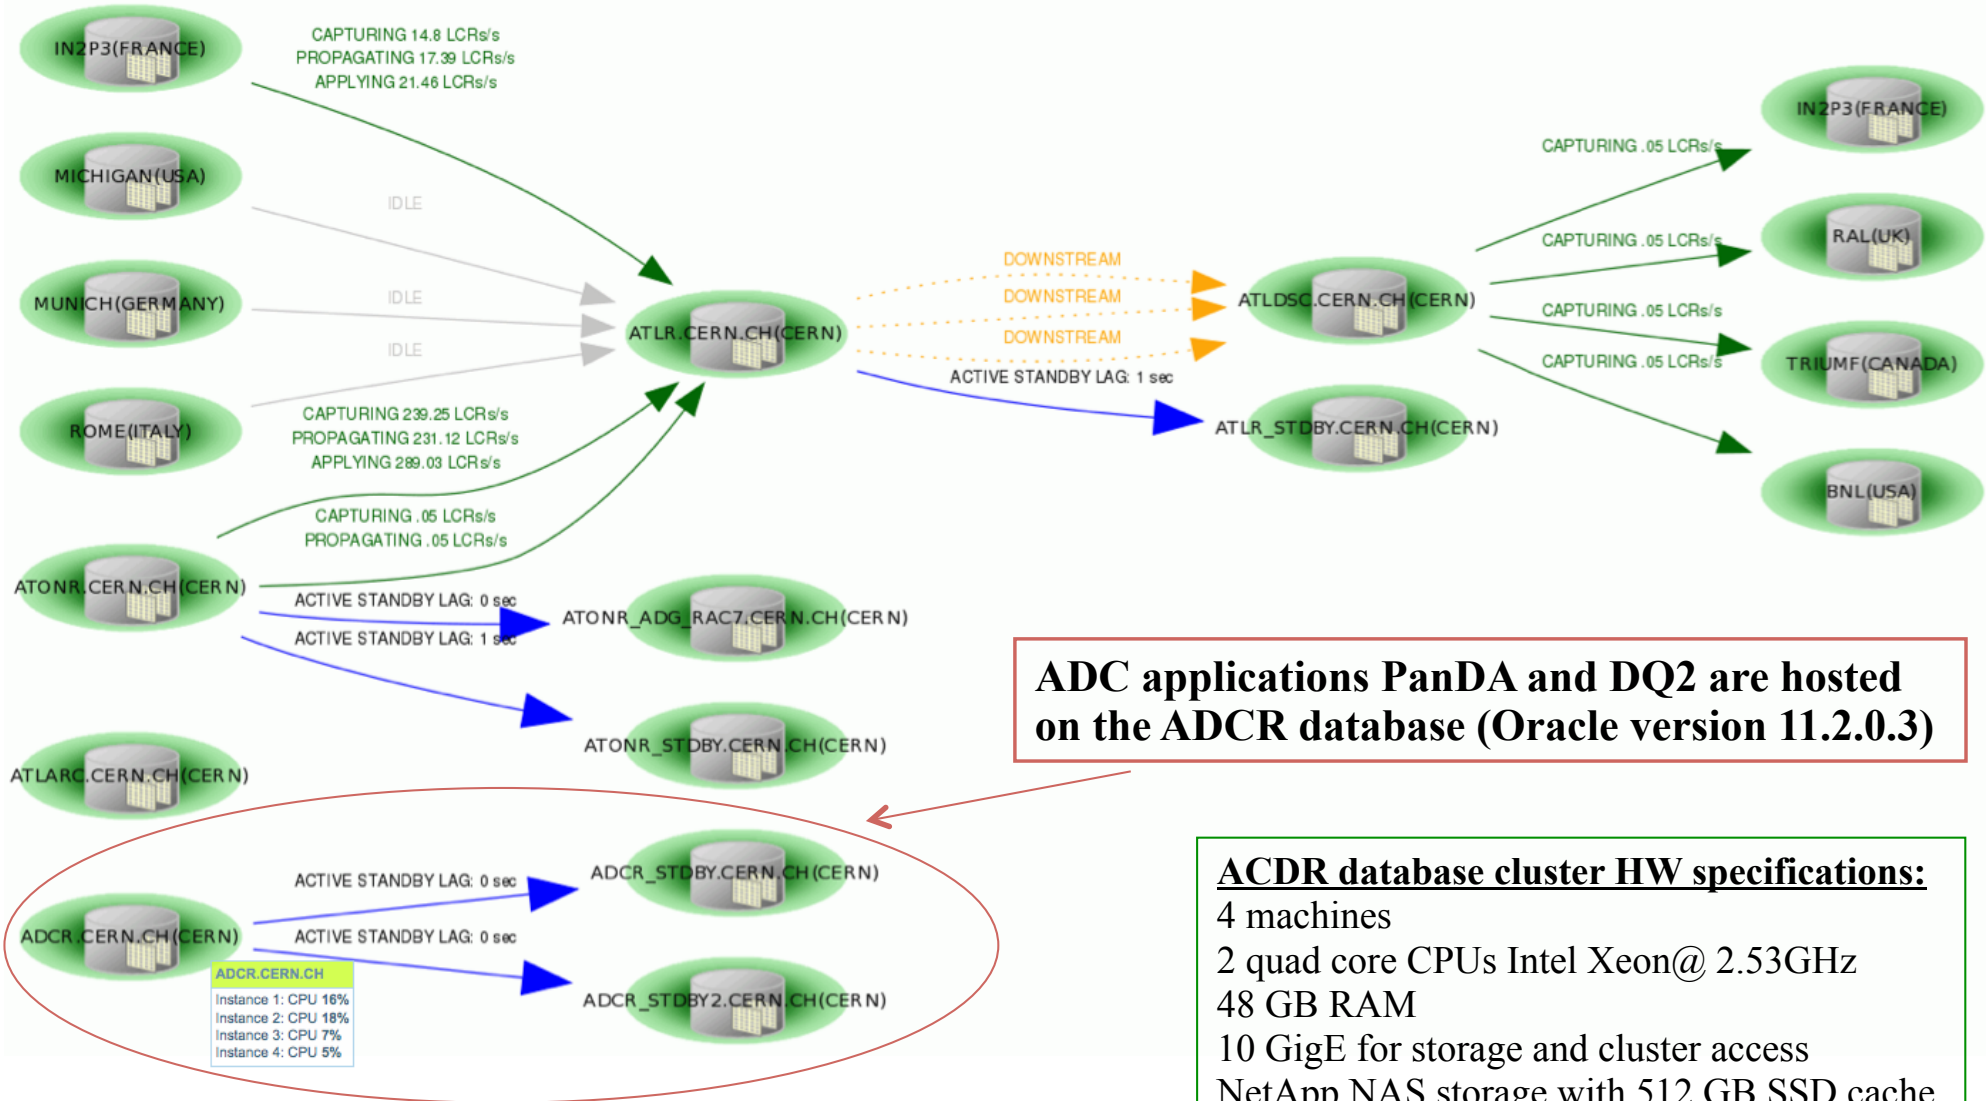 IN2P3(FRANCE)
CAPTURING 14.8 LCRs/s
PROPAGATING 17.39 LCRs/s
APPLYING 21.46 LCRs/s
MICHIGAN(USA)
IDLE
MUNICH(GERMANY)
IDLE
IDLE
ROME(ITALY)
CAPTURING 239.25 LCRs/s
PROPAGATING 231.12 LCRs/s
APPLYING 289.03 LCRs/s
CAPTURING .05 LCRs/s
PROPAGATING .05 LCRs/s
ATONR.CERN.CH(CERN)
ACTIVE STANDBY LAG: 0 sec
ACTIVE STANDBY LAG: 1 sec
ATLARC.CERN.CH(CERN)
ATLR.CERN.CH(CERN)
DOWNSTREAM
DOWNSTREAM
DOWNSTREAM
ACTIVE STANDBY LAG: 1 sec
ATLDSC.CERN.CH(CERN)
ATLR_STDBY.CERN.CH(CERN)
CAPTURING .05 LCRs/s
CAPTURING .05 LCRs/s
CAPTURING .05 LCRs/s
CAPTURING .05 LCRs/s
IN2P3(FRANCE)
RAL(UK)
TRIUMF(CANADA)
BNL(USA)
ATONR_ADG_RAC7.CERN.CH(CERN)
ATONR_STDBY.CERN.CH(CERN)
ADC applications PanDA and DQ2 are hosted
on the ADCR database (Oracle version 11.2.0.3)
ADCR.CERN.CH(CERN)
ACTIVE STANDBY LAG: 0 sec
ACTIVE STANDBY LAG: 0 sec
ADCR_STDBY.CERN.CH(CERN)
ADCR_STDBY2.CERN.CH(CERN)
ADCR.CERN.CH
Instance 1: CPU 16%
Instance 2: CPU 18%
Instance 3: CPU 7%
Instance 4: CPU 5%
ACDR database cluster HW specifications:
4 machines
2 quad core CPUs Intel Xeon@ 2.53GHz
48 GB RAM
10 GigE for storage and cluster access
NetApp NAS storage with 512 GB SSD cache